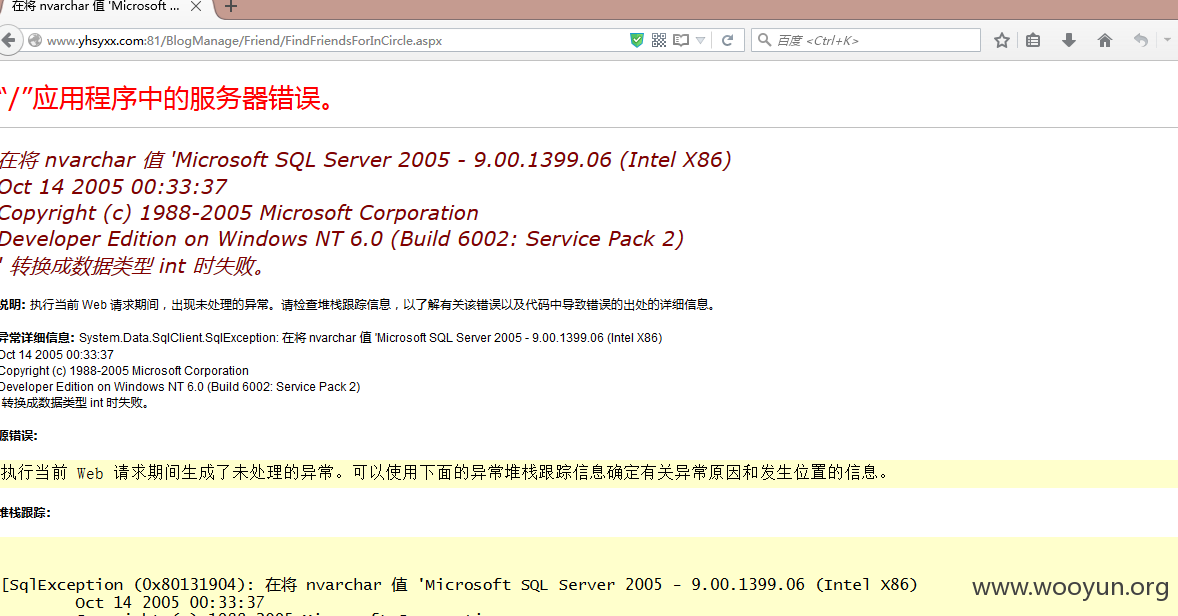 在将 nvarchar 值 'Microsoft ...
www.yhsyxx.com:81/BlogManage/Friend/FindFriendsForInCircle.aspx
百度 <Ctrl+K>
“/”应用程序中的服务器错误。
在将 nvarchar 值 'Microsoft SQL Server 2005 - 9.00.1399.06 (Intel X86)
Oct 14 2005 00:33:37
Copyright (c) 1988-2005 Microsoft Corporation
Developer Edition on Windows NT 6.0 (Build 6002: Service Pack 2)
' 转换成数据类型 int 时失败。
说明: 执行当前 Web 请求期间，出现未处理的异常。请检查堆栈跟踪信息，以了解有关该错误以及代码中导致错误的出处的详细信息。
异常详细信息: System.Data.SqlClient.SqlException: 在将 nvarchar 值 'Microsoft SQL Server 2005 - 9.00.1399.06 (Intel X86)
Oct 14 2005 00:33:37
Copyright (c) 1988-2005 Microsoft Corporation
Developer Edition on Windows NT 6.0 (Build 6002: Service Pack 2)
转换成数据类型 int 时失败。
源错误:
执行当前 Web 请求期间生成了未处理的异常。可以使用下面的异常堆栈跟踪信息确定有关异常原因和发生位置的信息。
堆栈跟踪:
[SqlException (0x80131904): 在将 nvarchar 值 'Microsoft SQL Server 2005 - 9.00.1399.06 (Intel X86)
Oct 14 2005 00:33:37
www.wooyun.org